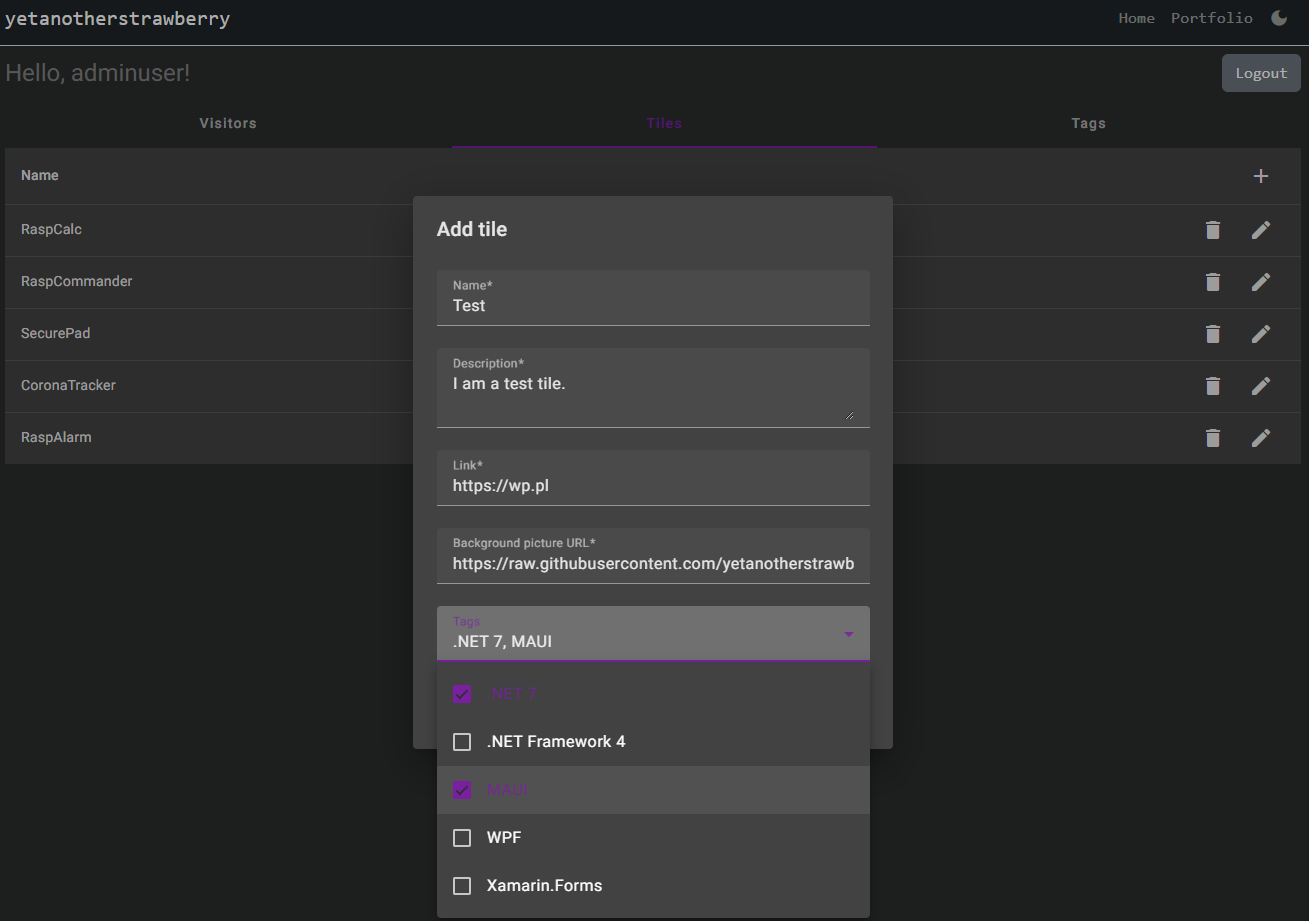 yetanotherstrawberry
Home Portfolio
Hello, adminuser!
Logout
Visitors Tiles Tags
Name
RaspCalc
RaspCommander
SecurePad
CoronaTracker
RaspAlarm
Add tile
Name*
Test
Description*
I am a test tile.
Link*
https://wp.pl
Background picture URL*
https://raw.githubusercontent.com/yetanotherstrawb
Tags
.NET 7, MAUI
.NET 7
.NET Framework 4
MAUI
WPF
Xamarin.Forms